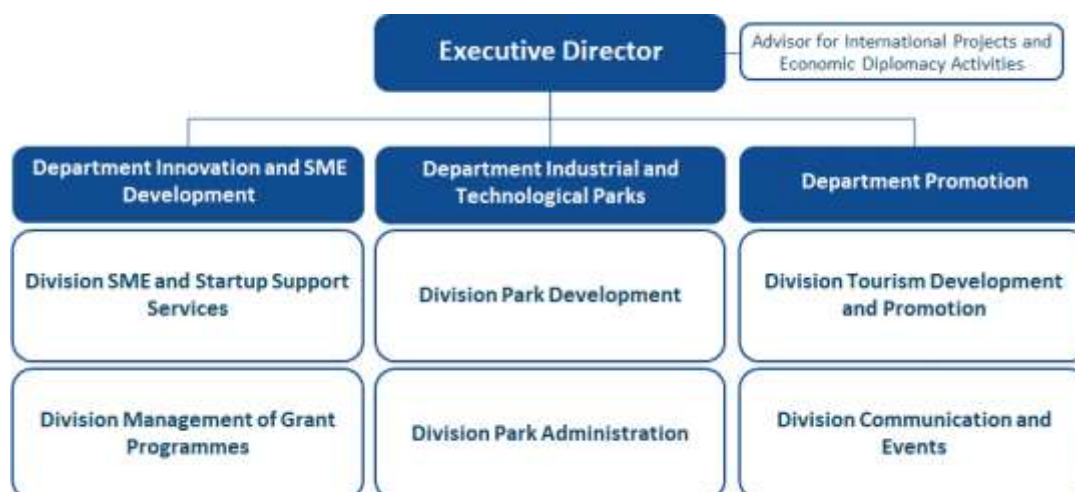 Executive Director
Advisor for International Projects and
Economic Diplomacy Activities
Department Innovation and SME
Development
Department Industrial and
Technological Parks
Department Promotion
Division SME and Startup Support
Services
Division Park Development
Division Tourism Development
and Promotion
Division Management of Grant
Programmes
Division Park Administration
Division Communication and
Events